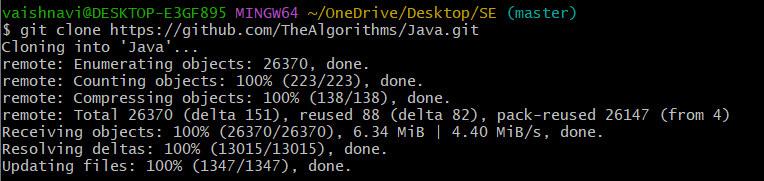 vaishnavi@DESKTOP-E3GF895 MINGW64 ~/OneDrive/Desktop/SE (master)
$ git clone https://github.com/TheAlgorithms/Java.git
Cloning into 'Java'...
remote: Enumerating objects: 26370, done.
remote: Counting objects: 100% (223/223), done.
remote: Compressing objects: 100% (138/138), done.
remote: Total 26370 (delta 151), reused 88 (delta 82), pack-reused 26147 (from 4)
Receiving objects: 100% (26370/26370), 6.34 MiB | 4.40 MiB/s, done.
Resolving deltas: 100% (13015/13015), done.
Updating files: 100% (1347/1347), done.